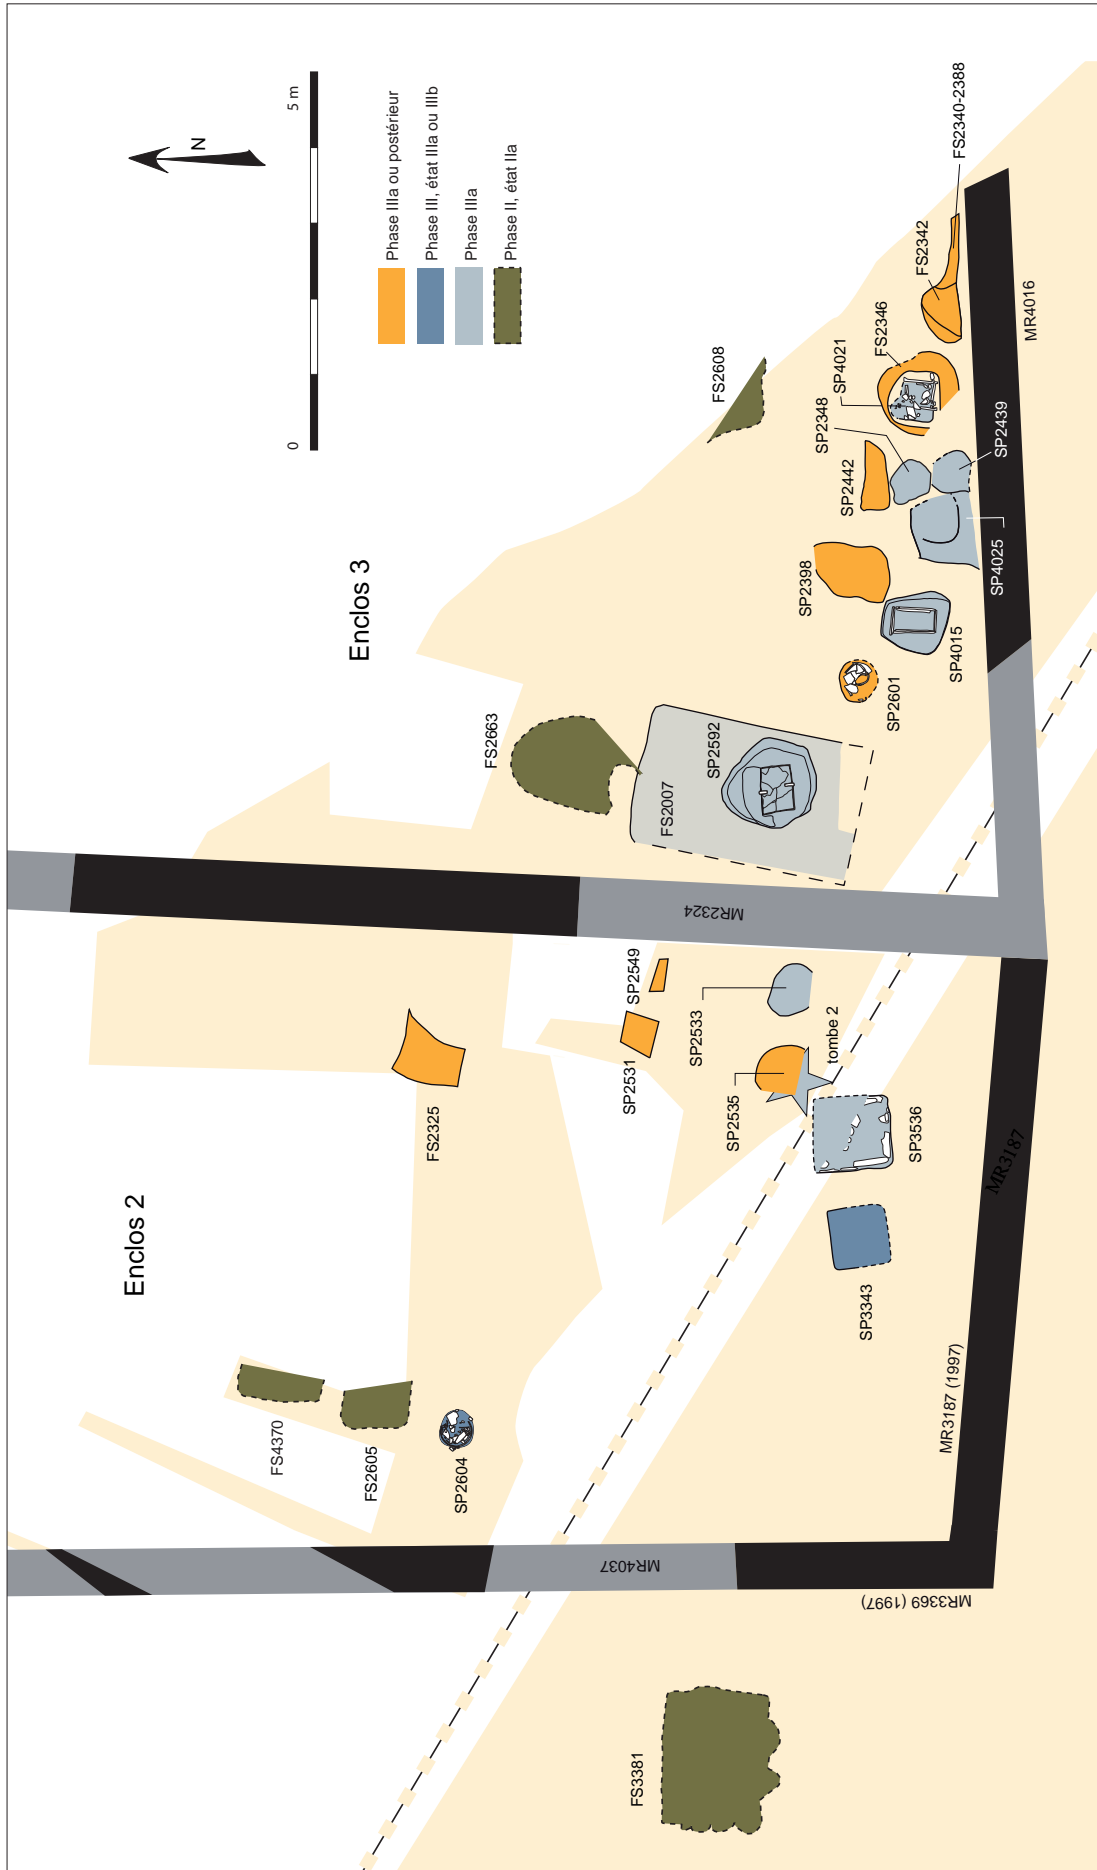 N
0
5 m
Phase IIIa ou postérieur
Phase III, état IIIa ou IIIb
Phase IIIa
Phase II, état IIa
Enclos 2
Enclos 3
FS4370
FS2605
SP2604
FS2325
SP2531
SP2549
SP2533
SP2535
tombe 2
SP3536
SP3343
FS3381
MR4037
MR3369 (1997)
MR3187 (1997)
MR3187
MR2324
FS2663
FS2007
SP2592
SP2601
FS2608
SP2398
SP4015
SP2442
SP2348
SP4021
FS2346
FS2342
FS2340-2388
SP4025
SP2439
MR4016